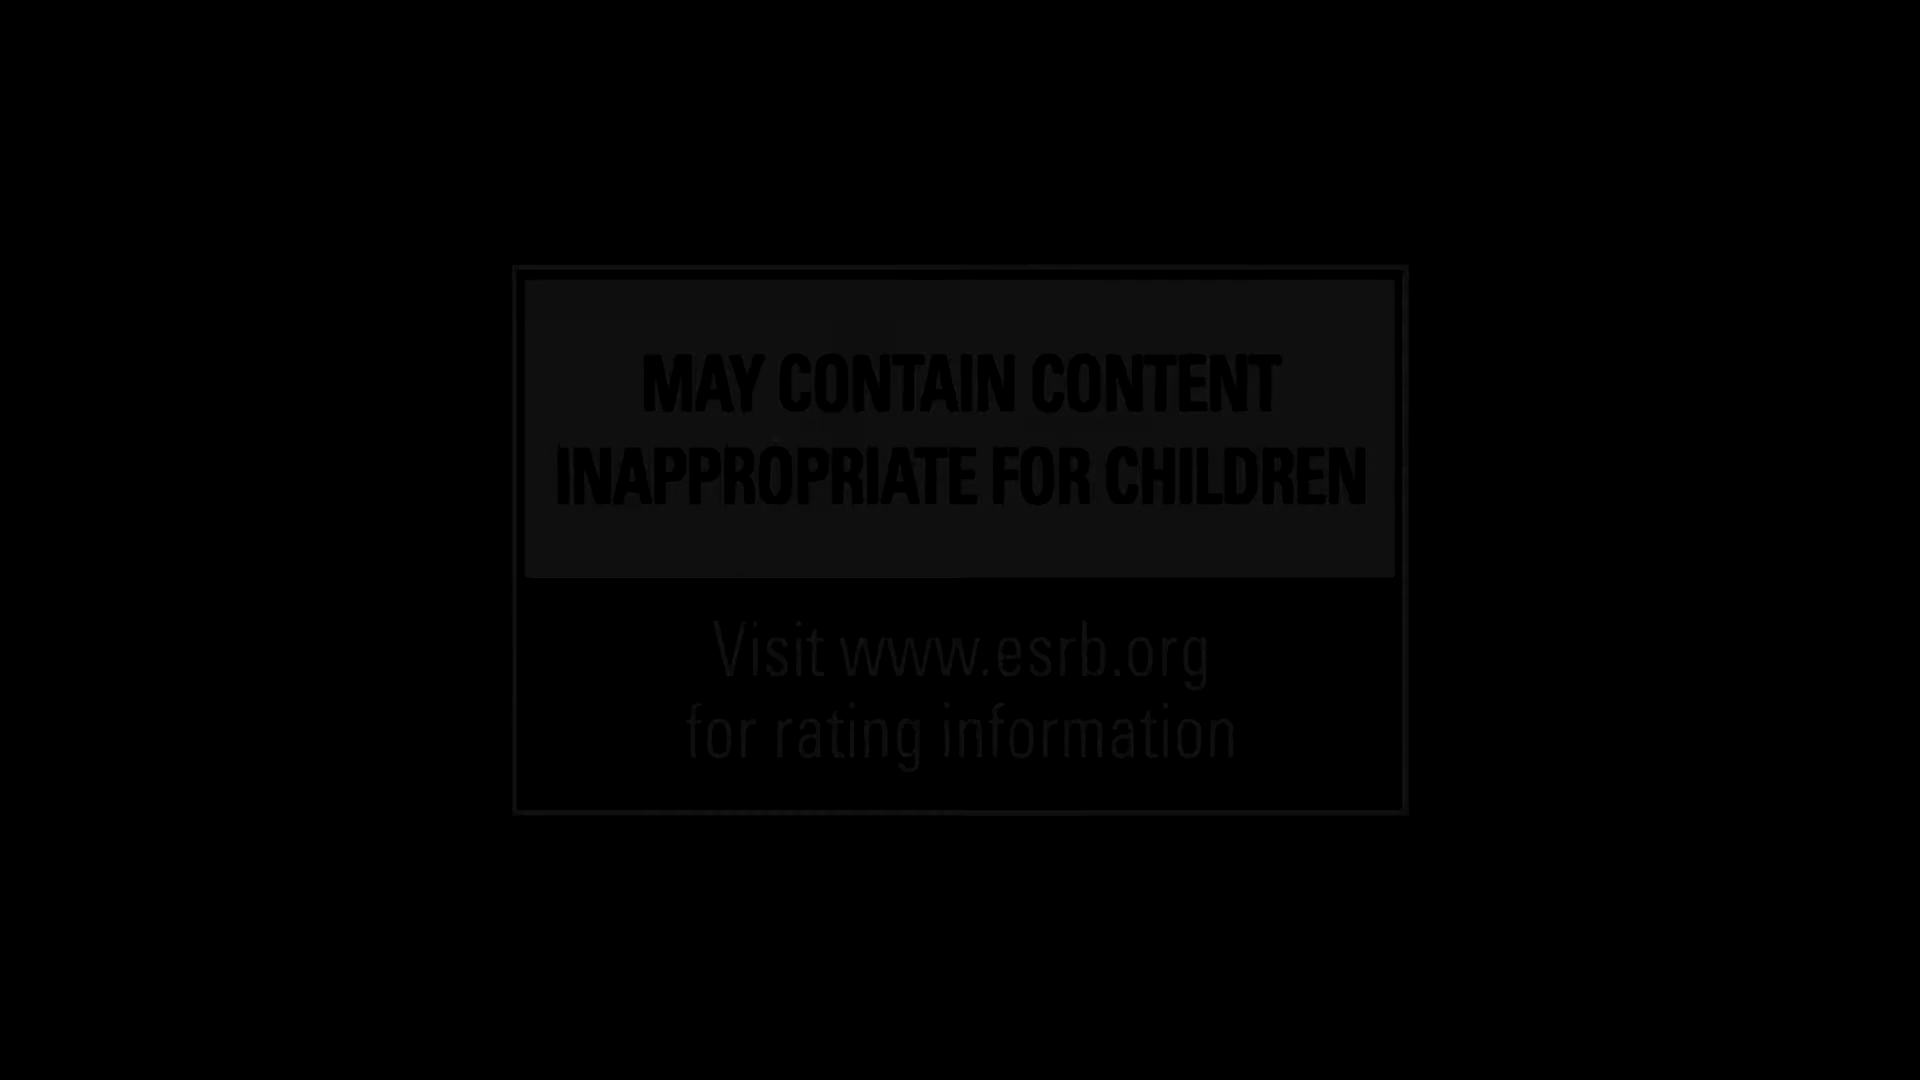 MAY CONTAIN CONTENT
INAPPROPRIATE FOR CHILDREN
Visit www.esrb.org
for rating information